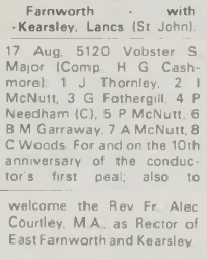 Farnworth - with
-Kearsley, Lancs (St John).
17 Aug, 5120 Vobster S
Major (Comp. H G Cash-
more) 1 J Thornley, 2 I
McNutt, 3 G Fothergill, 4 P
Needham (C), 5 P McNutt, 6
B M Garraway, 7 A McNutt, 8
C Woods. For and on the 10th
anniversary of the conduc-
tor's first peal; also to
welcome the Rev Fr. Alec
Courtley, M.A., as Rector of
East Farnworth and Kearsley.